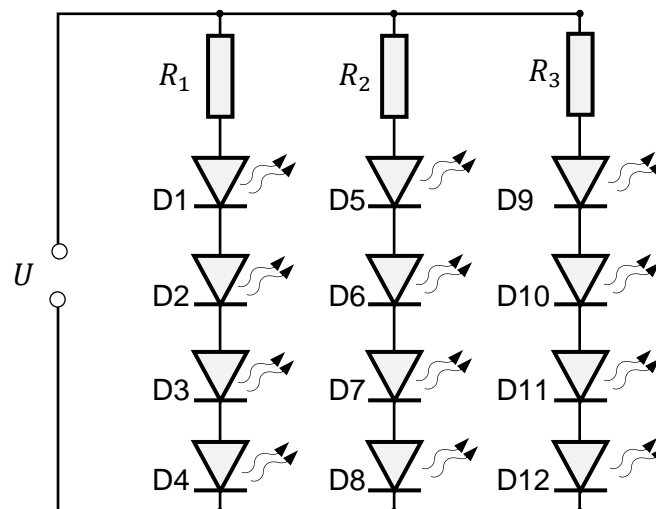 R₁ R₂ R₃
D1 D5 D9
U
D2 D6 D10
D3 D7 D11
D4 D8 D12